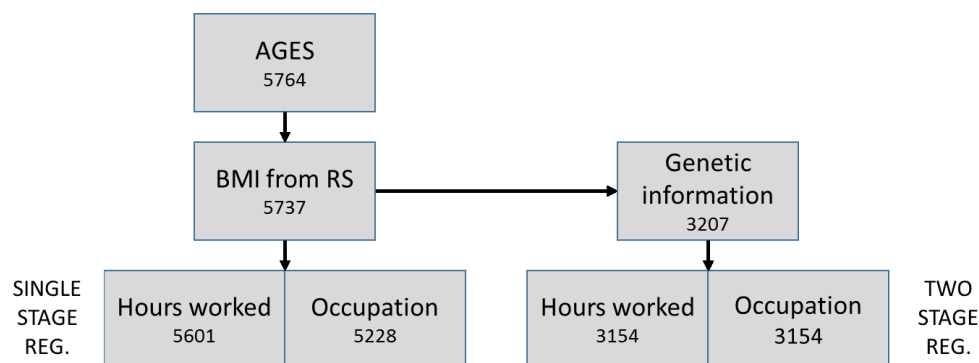 AGES
5764
BMI from RS
5737
Genetic
information
3207
SINGLE
STAGE
REG.
Hours worked
5601
Occupation
5228
Hours worked
3154
Occupation
3154
TWO
STAGE
REG.